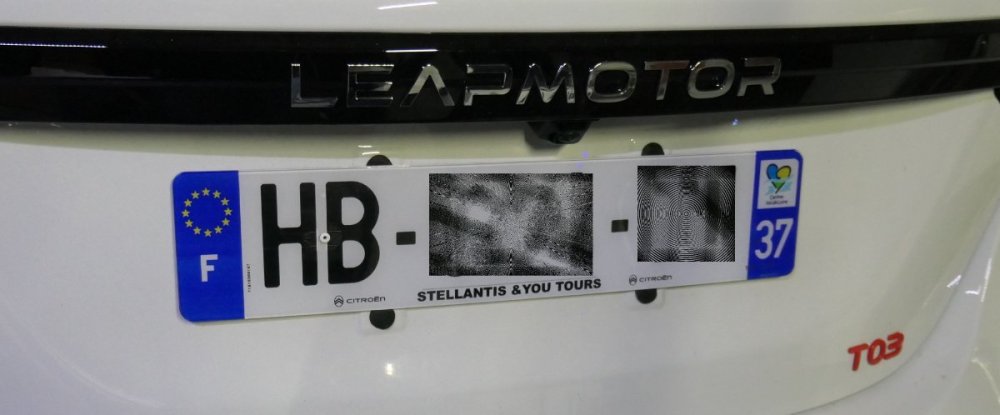 LEAPMOTOR
F HB - - 37
CITROËN CITROËN
STELLANTIS &YOU TOURS
T03